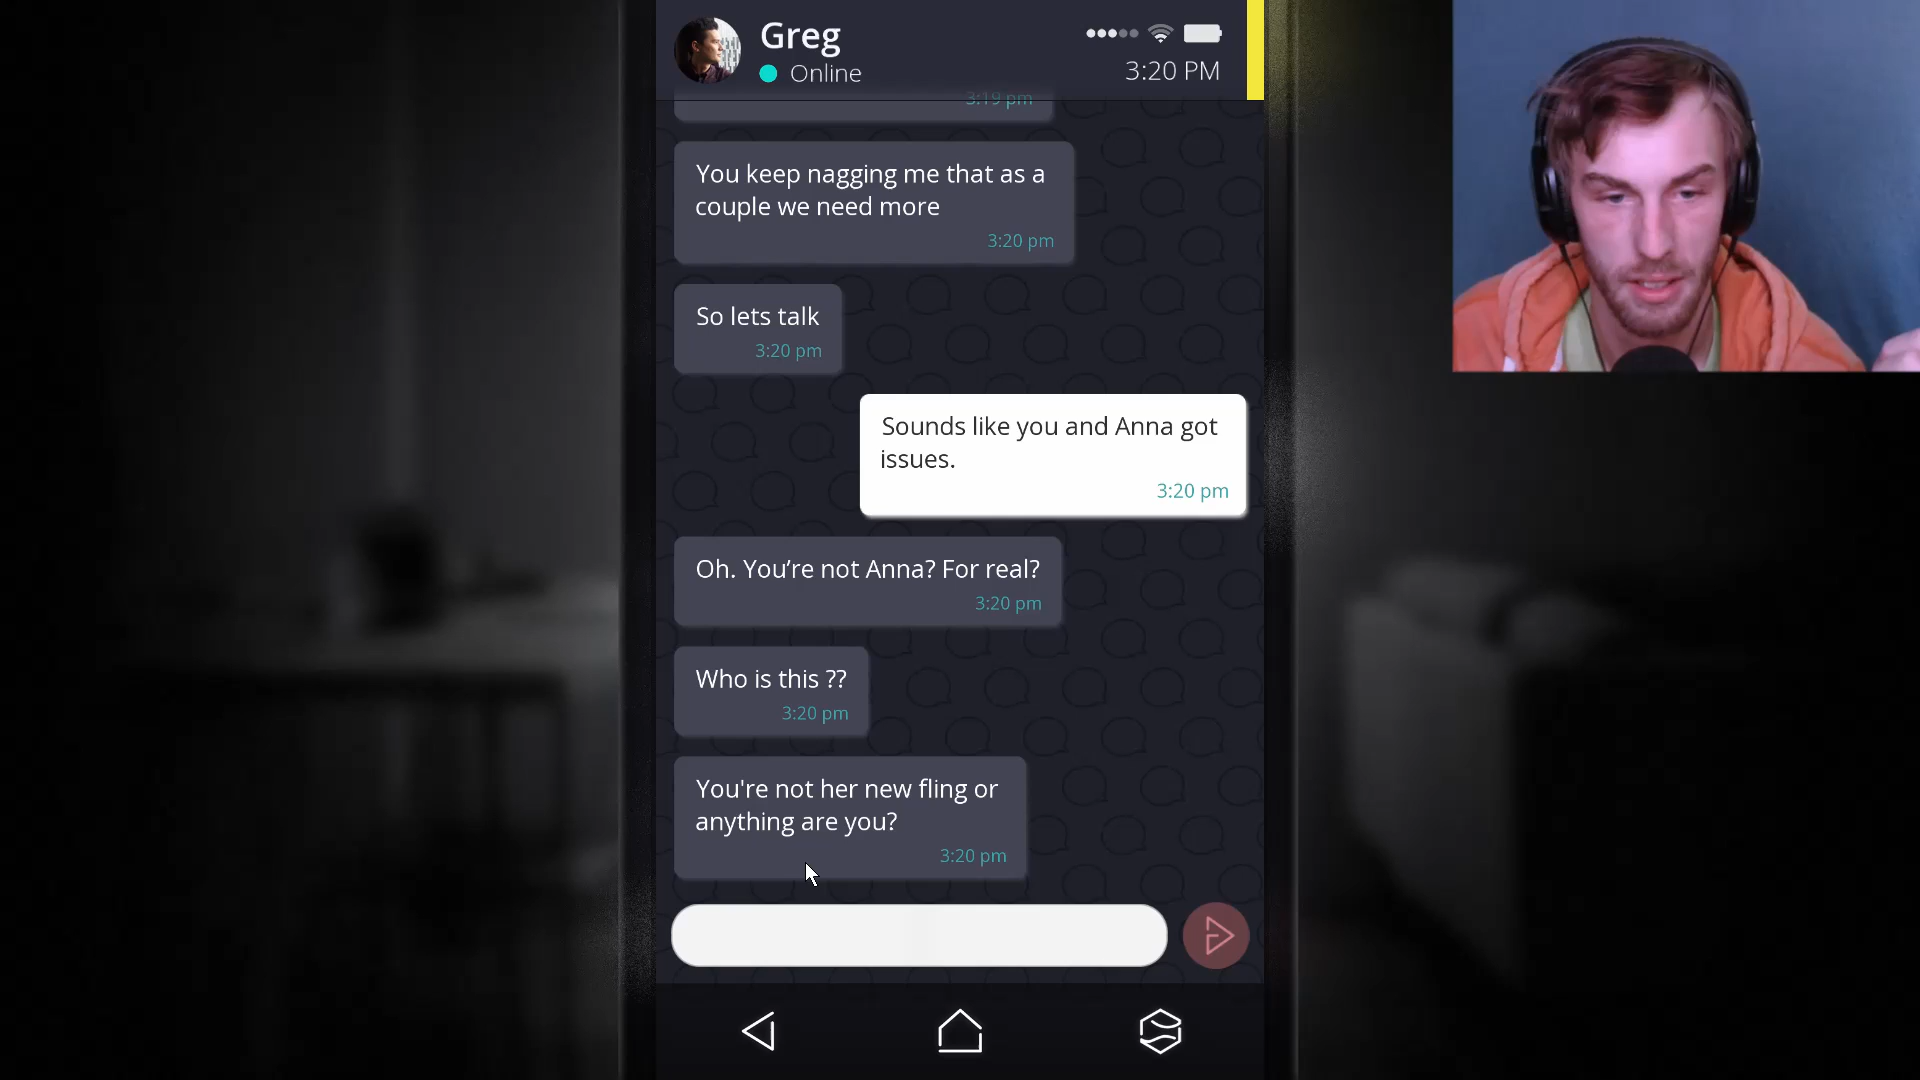 Greg
Online
3:20 PM
3:19 pm
You keep nagging me that as a
couple we need more
3:20 pm
So lets talk
3:20 pm
Sounds like you and Anna got
issues.
3:20 pm
Oh. You’re not Anna? For real?
3:20 pm
Who is this ??
3:20 pm
You're not her new fling or
anything are you?
3:20 pm